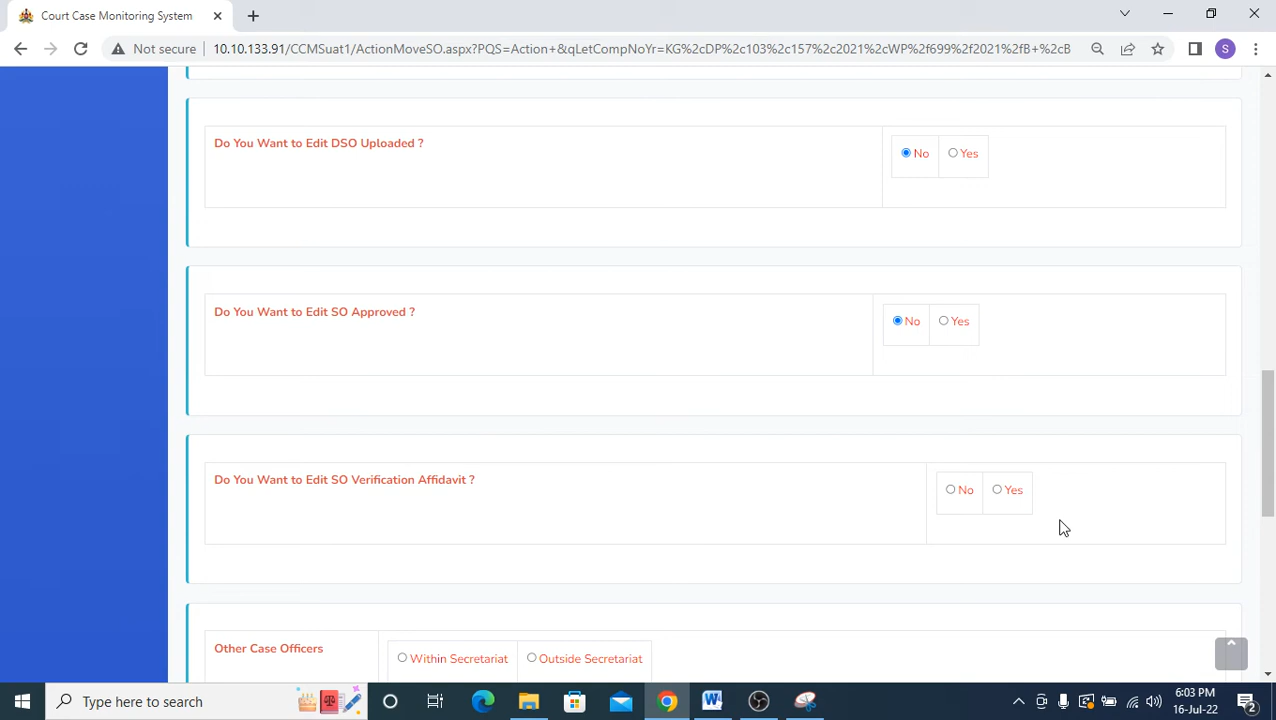 Court Case Monitoring System
Not secure 10.10.133.91/CCMSuat1/ActionMoveSO.aspx?PQS=Action+&qLetCompNoYr=KG%2cDP%2c103%2c157%2c2021%2cWP%2f699%2f2021%2fB+%2cB
S
Do You Want to Edit DSO Uploaded ? No Yes
Do You Want to Edit SO Approved ? No Yes
Do You Want to Edit SO Verification Affidavit ? No Yes
Other Case Officers Within Secretariat Outside Secretariat
Type here to search
6:03 PM
16-Jul-22
2